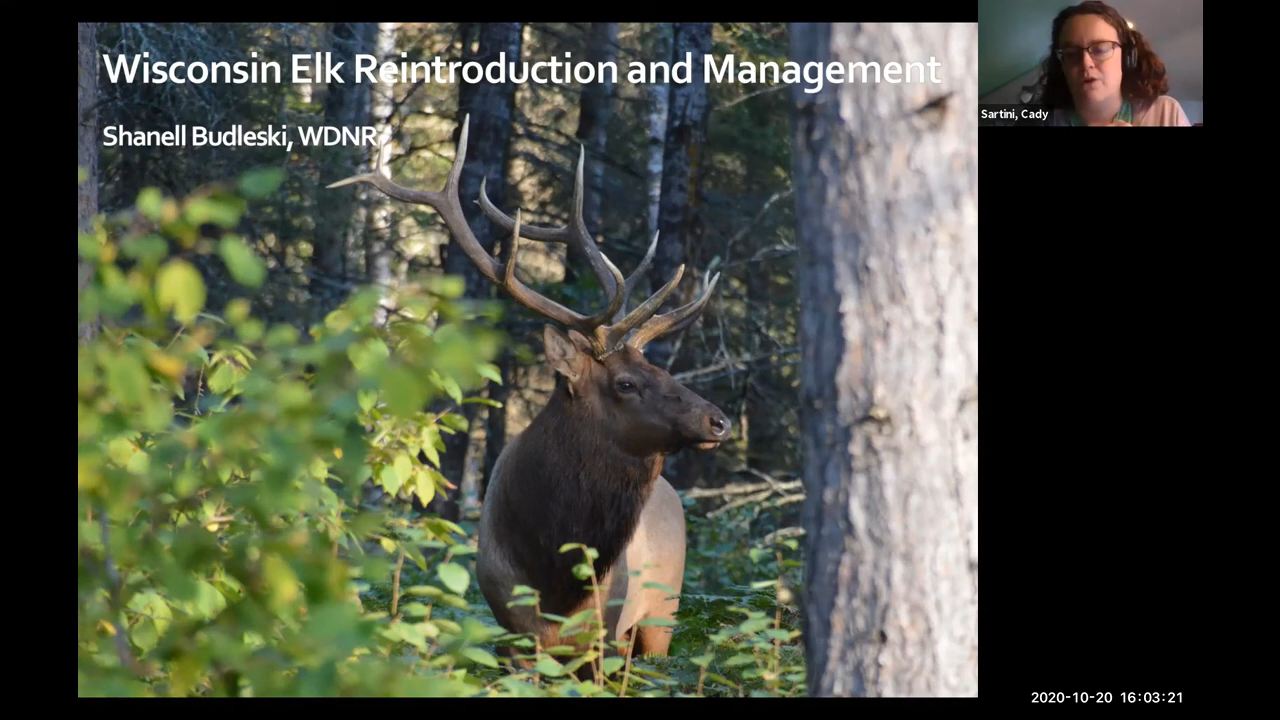 Wisconsin Elk Reintroduction and Management
Shanell Budleski, WDNR
Sartini, Cady
2020-10-20 16:03:21